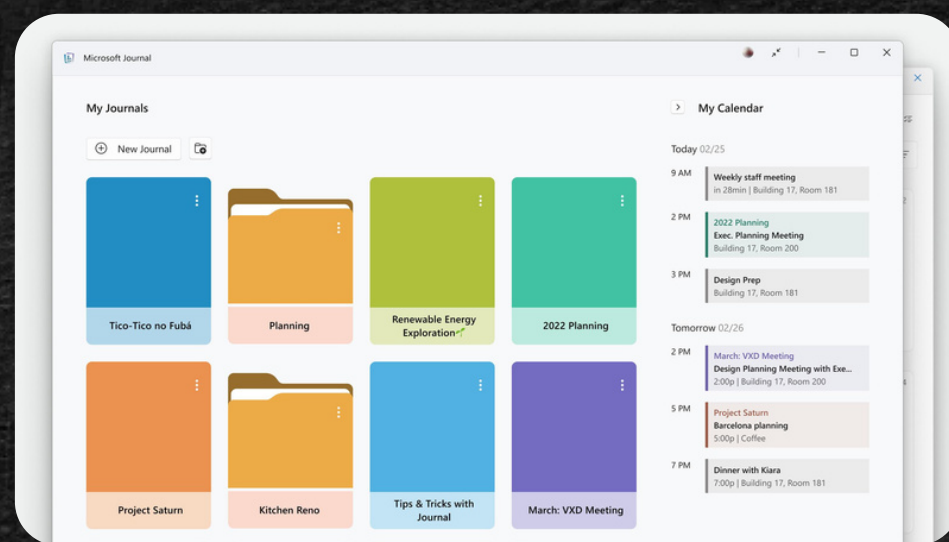 Microsoft Journal
My Journals
New Journal
Tico-Tico no Fubá
Planning
Renewable Energy
Exploration
2022 Planning
Project Saturn
Kitchen Reno
Tips & Tricks with
Journal
March: VXD Meeting
My Calendar
Today 02/25
9 AM
Weekly staff meeting
in 28min | Building 17, Room 181
2 PM
2022 Planning
Exec. Planning Meeting
Building 17, Room 200
3 PM
Design Prep
Building 17, Room 181
Tomorrow 02/26
2 PM
March: VXD Meeting
Design Planning Meeting with Exe...
2:00p | Building 17, Room 200
5 PM
Project Saturn
Barcelona planning
5:00p | Coffee
7 PM
Dinner with Kiara
7:00p | Building 17, Room 181